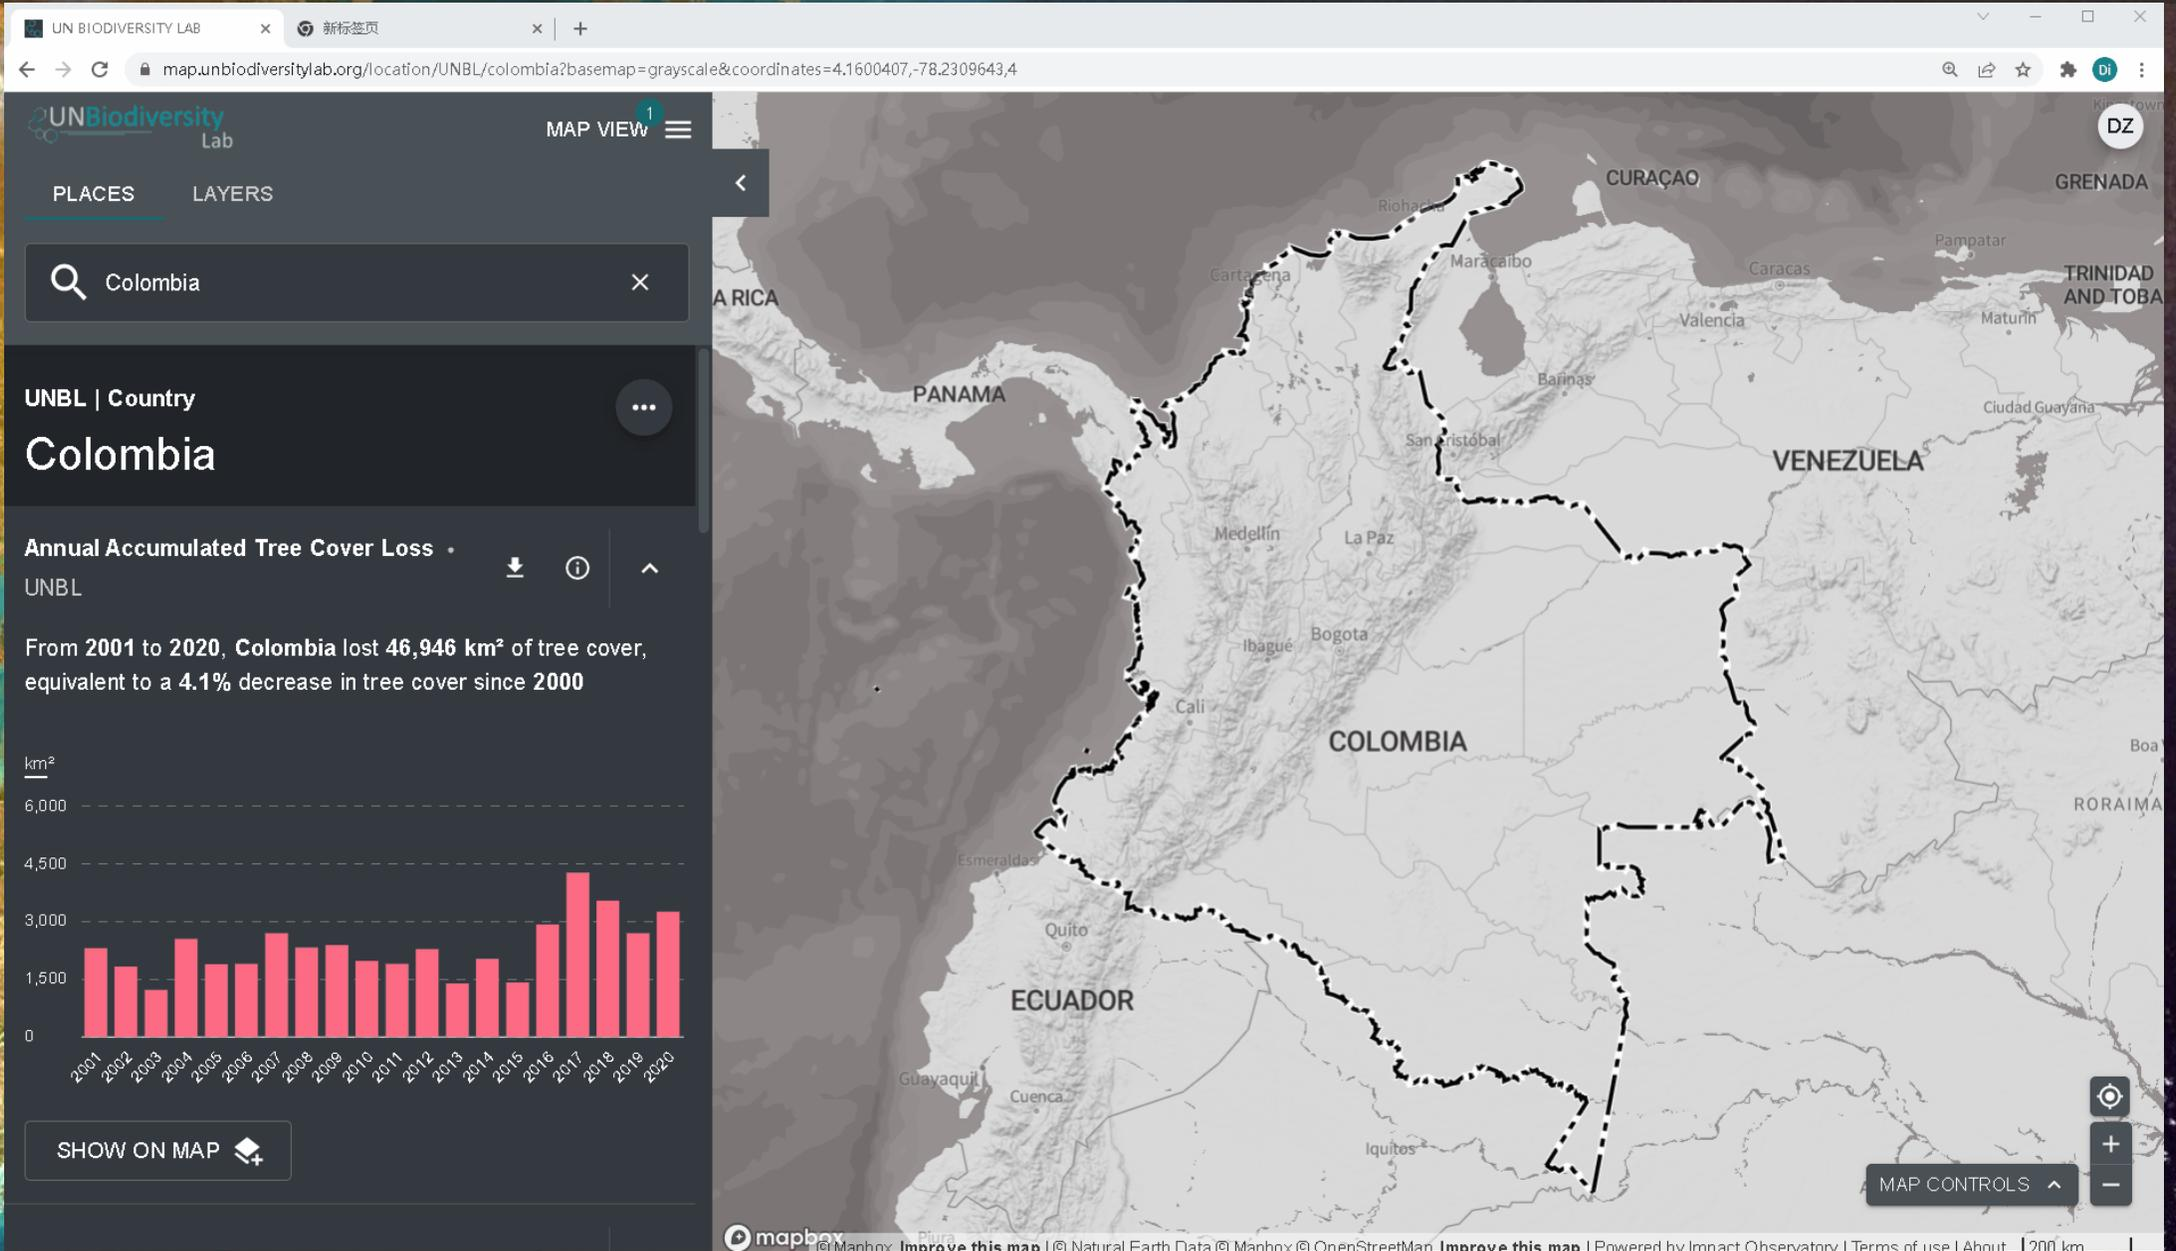 UN BIODIVERSITY LAB
新标签页
map.unbiodiversitylab.org/location/UNBL/colombia?basemap=grayscale&coordinates=4.1600407,-78.2309643,4
Di
UNBiodiversity
Lab
MAP VIEW
1
PLACES
LAYERS
Colombia
UNBL | Country
Colombia
Annual Accumulated Tree Cover Loss •
UNBL
From 2001 to 2020, Colombia lost 46,946 km² of tree cover,
equivalent to a 4.1% decrease in tree cover since 2000
km²
6,000
4,500
3,000
1,500
0
2001 2002 2003 2004 2005 2006 2007 2008 2009 2010 2011 2012 2013 2014 2015 2016 2017 2018 2019 2020
SHOW ON MAP
DZ
CURAÇAO
GRENADA
Riohacha
Pampatar
Maracaibo
Caracas
Cartagena
TRINIDAD
AND TOBA
A RICA
Valencia
Maturín
PANAMA
Barinas
Ciudad Guayana
San Cristóbal
VENEZUELA
Medellín
La Paz
Bogota
Ibagué
Cali
COLOMBIA
Boa
RORAIMA
Esmeraldas
Quito
ECUADOR
Guayaquil
Cuenca
Iquitos
MAP CONTROLS
Piura
mapbox
© Mapbox Improve this map | © Natural Earth Data © Mapbox © OpenStreetMap Improve this map | Powered by Impact Observatory | Terms of use | About
200 km